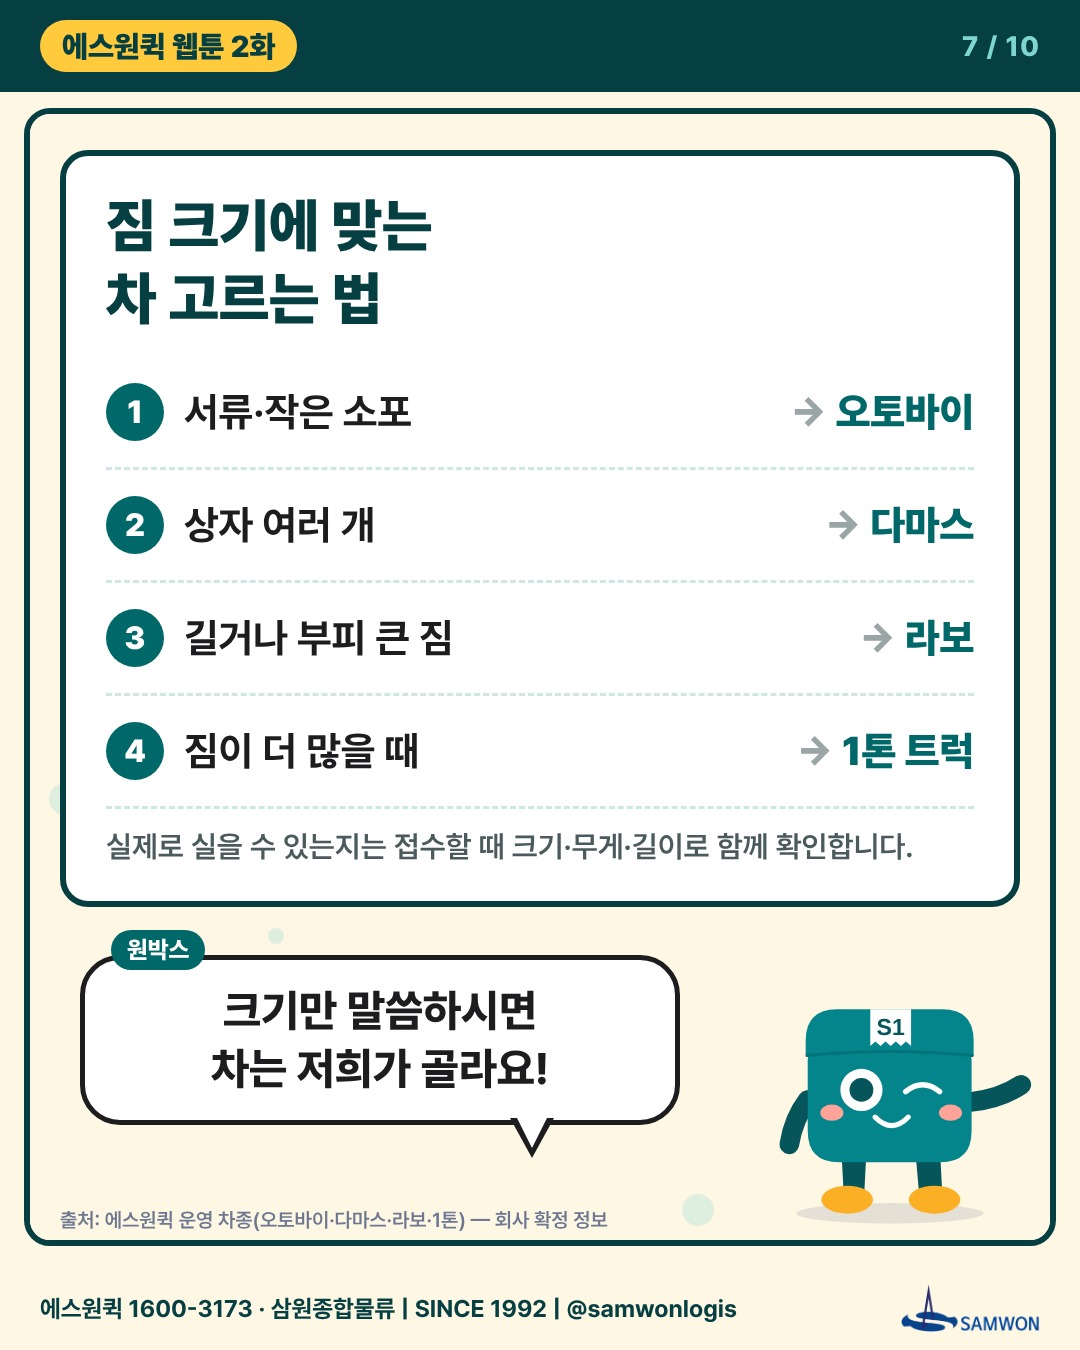 에스원퀵 웹툰 2화
7 / 10
짐 크기에 맞는
차 고르는 법
1 서류·작은 소포 → 오토바이
2 상자 여러 개 → 다마스
3 길거나 부피 큰 짐 → 라보
4 짐이 더 많을 때 → 1톤 트럭
실제로 실을 수 있는지는 접수할 때 크기·무게·길이로 함께 확인합니다.
원박스
크기만 말씀하시면
차는 저희가 골라요!
S1
출처: 에스원퀵 운영 차종(오토바이·다마스·라보·1톤) — 회사 확정 정보
에스원퀵 1600-3173 · 삼원종합물류 | SINCE 1992 | @samwonlogis
SAMWON